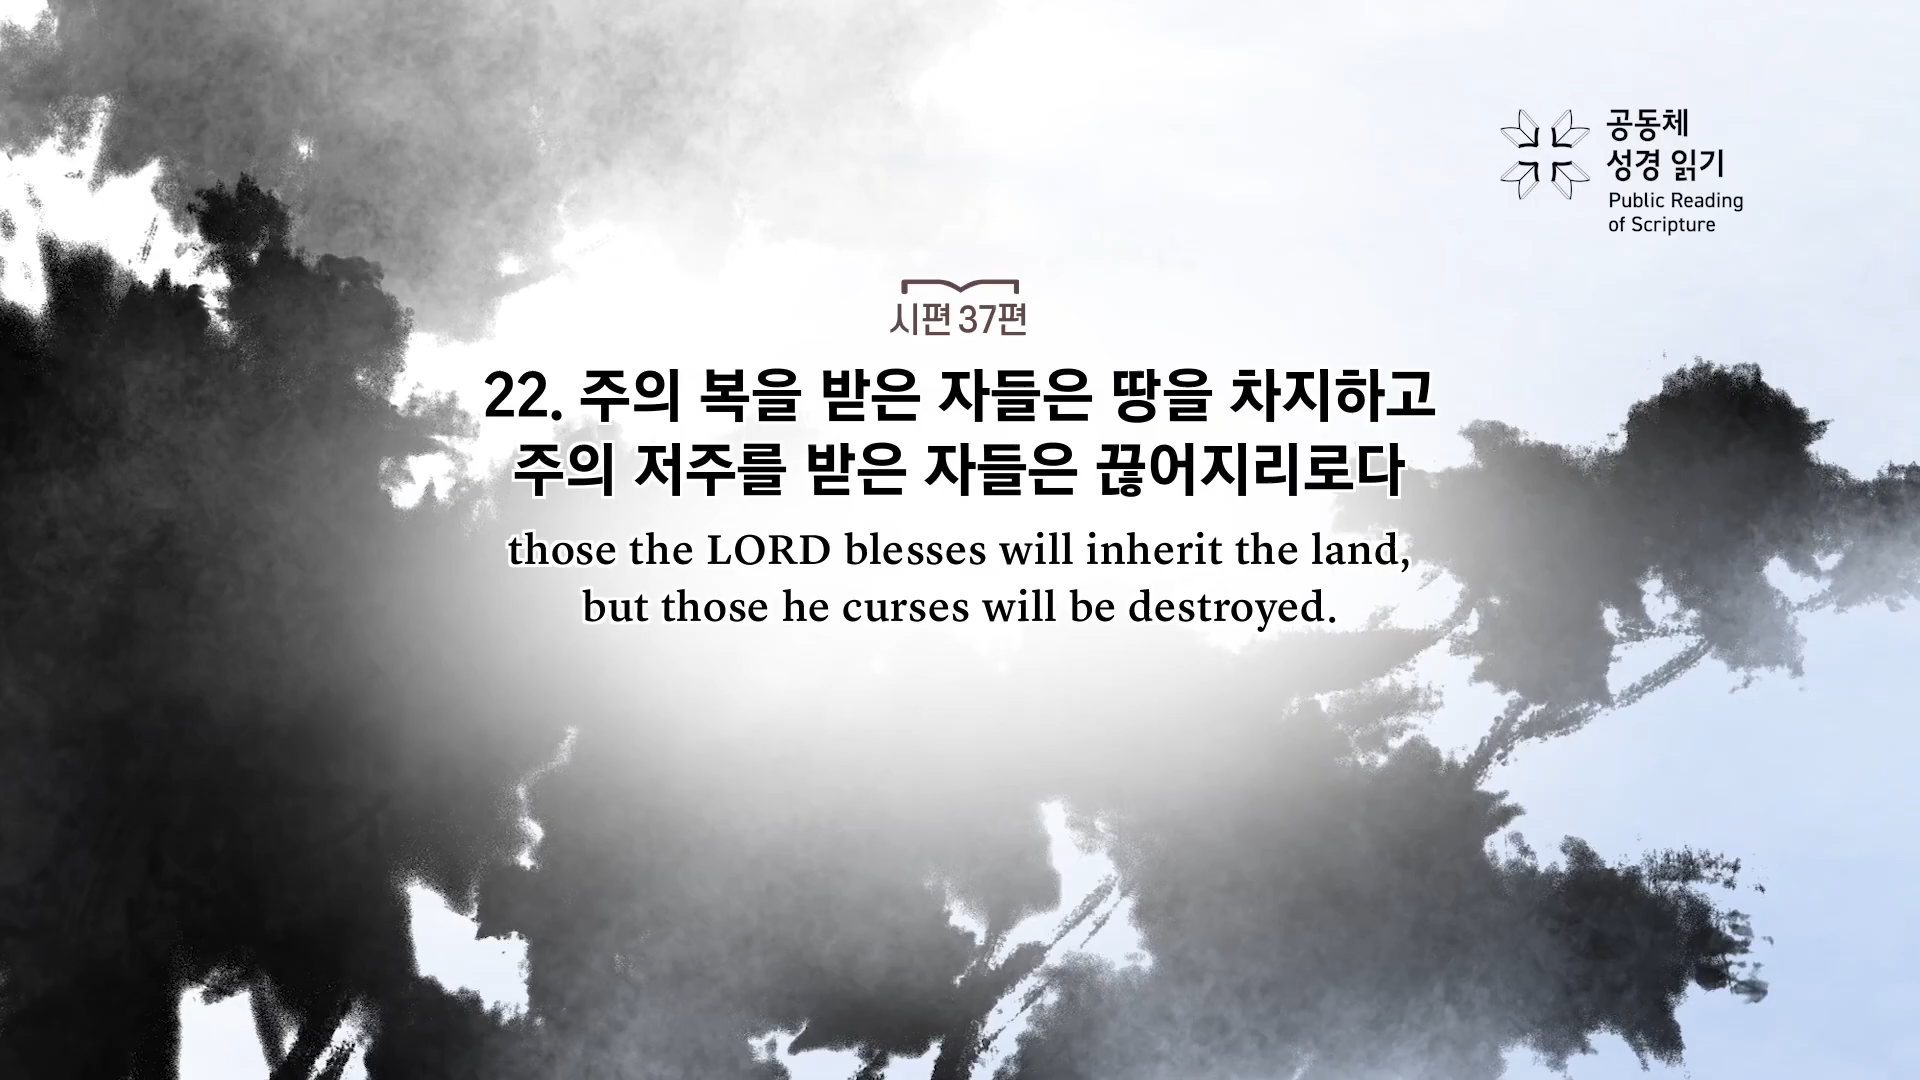 공동체
성경 읽기
Public Reading
of Scripture
시편 37편
22. 주의 복을 받은 자들은 땅을 차지하고
주의 저주를 받은 자들은 끊어지리로다
those the LORD blesses will inherit the land,
but those he curses will be destroyed.